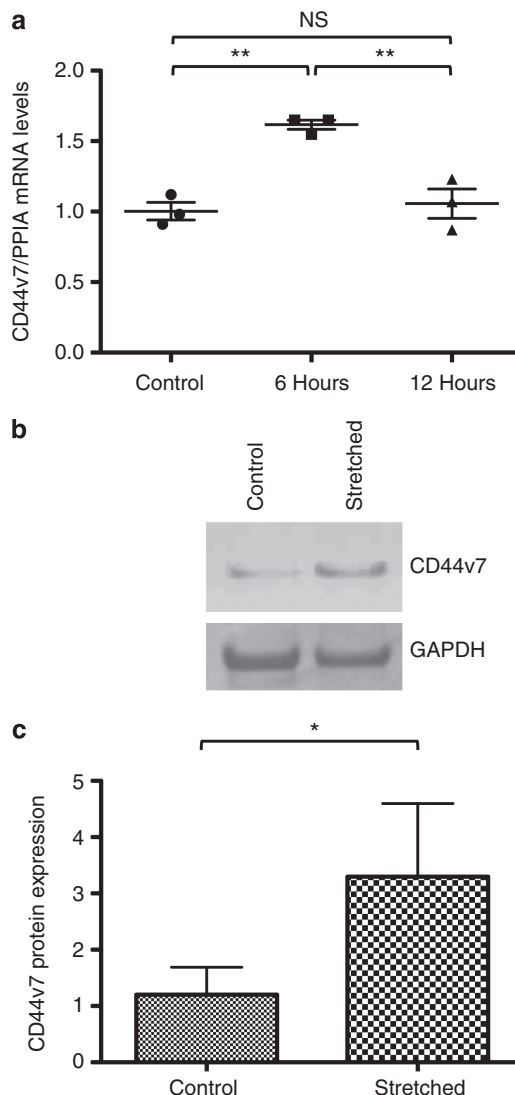 a
NS
** **
2.0
1.5
1.0
0.5
0.0
CD44v7/PPIA mRNA levels
Control 6 Hours 12 Hours
b
Control
Stretched
CD44v7
GAPDH
c
*
5
4
3
2
1
0
CD44v7 protein expression
Control Stretched